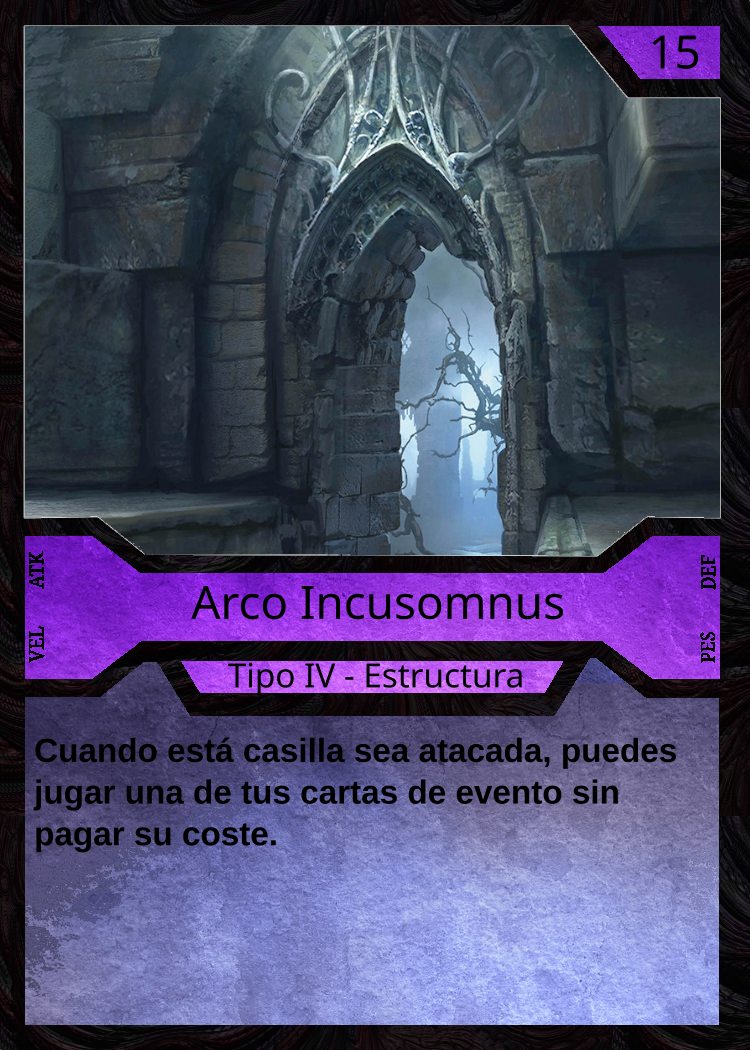 15
ATK
DEF
Arco Incusomnus
VEL
PES
Tipo IV - Estructura
Cuando está casilla sea atacada, puedes
jugar una de tus cartas de evento sin
pagar su coste.